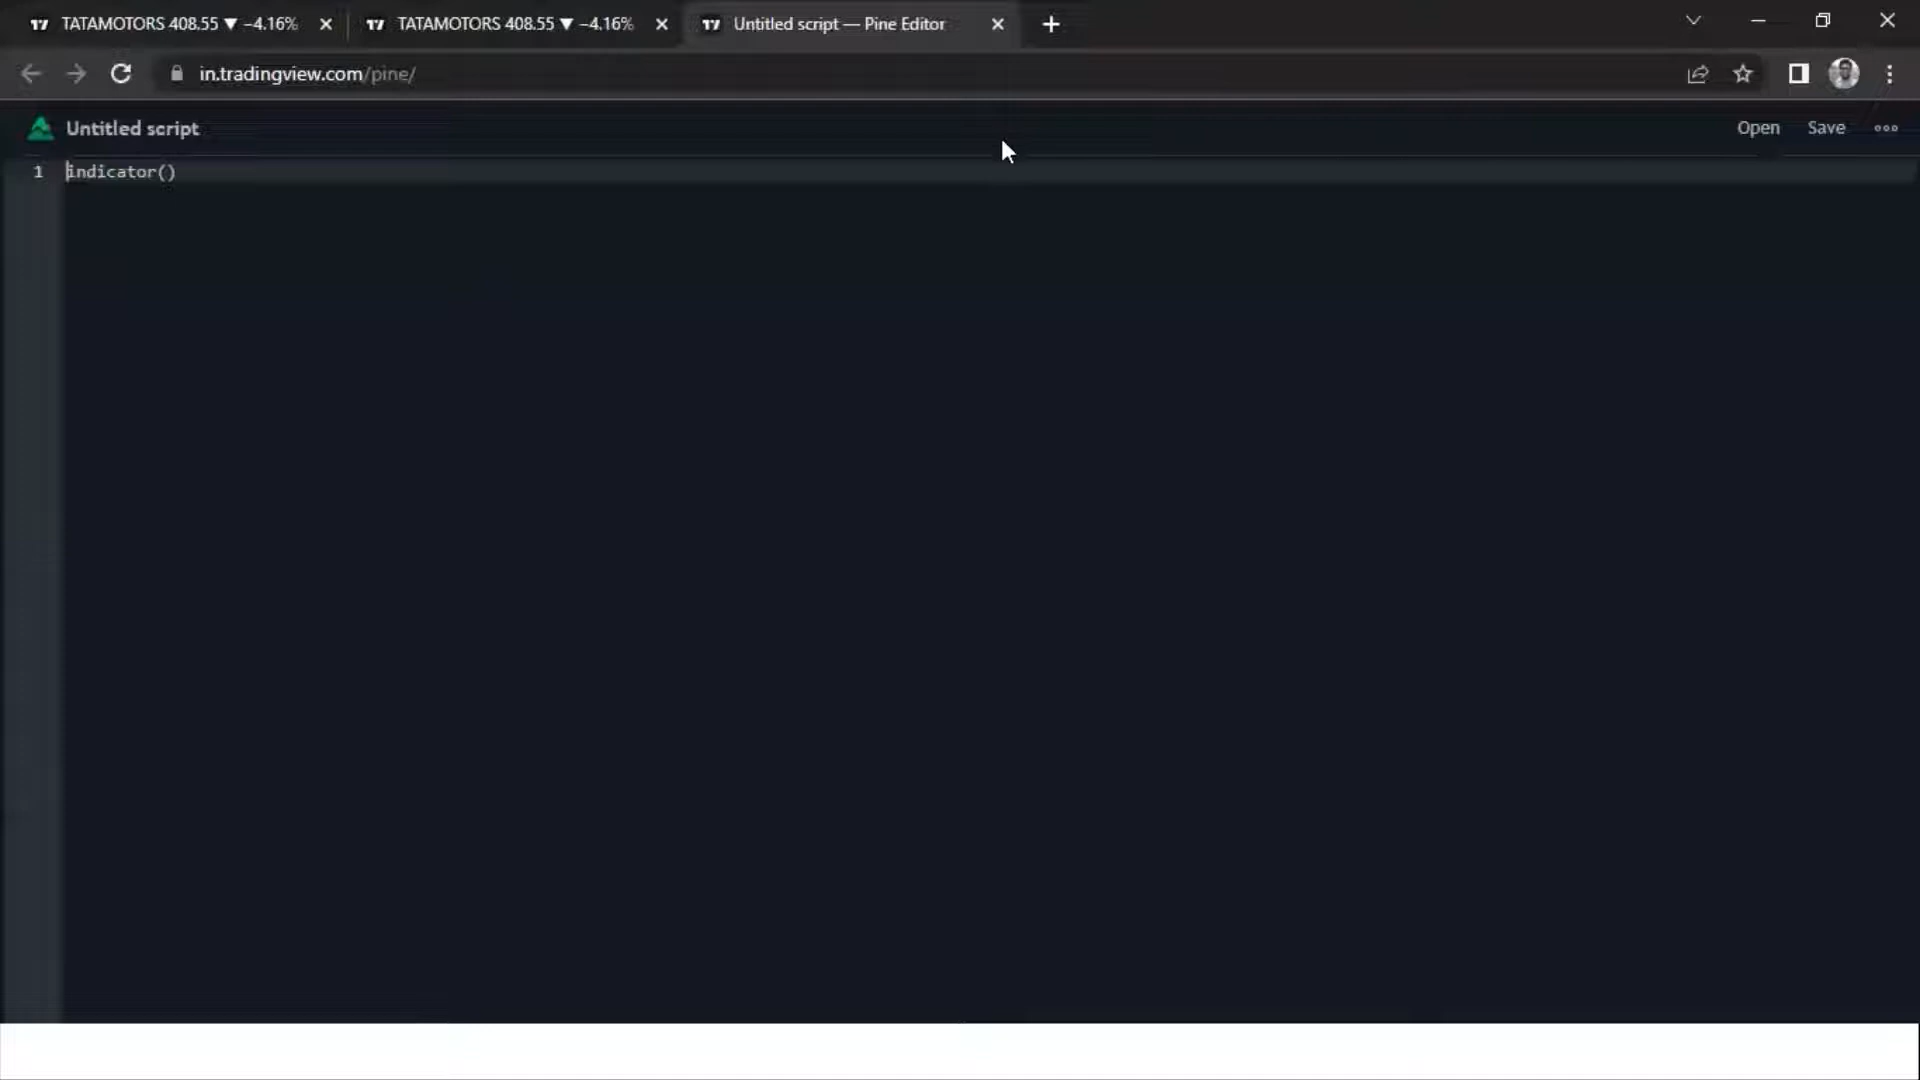 TATAMOTORS 408.55 ▼ −4.16%
TATAMOTORS 408.55 ▼ −4.16%
Untitled script — Pine Editor
in.tradingview.com/pine/
Untitled script
Open Save
1 indicator()